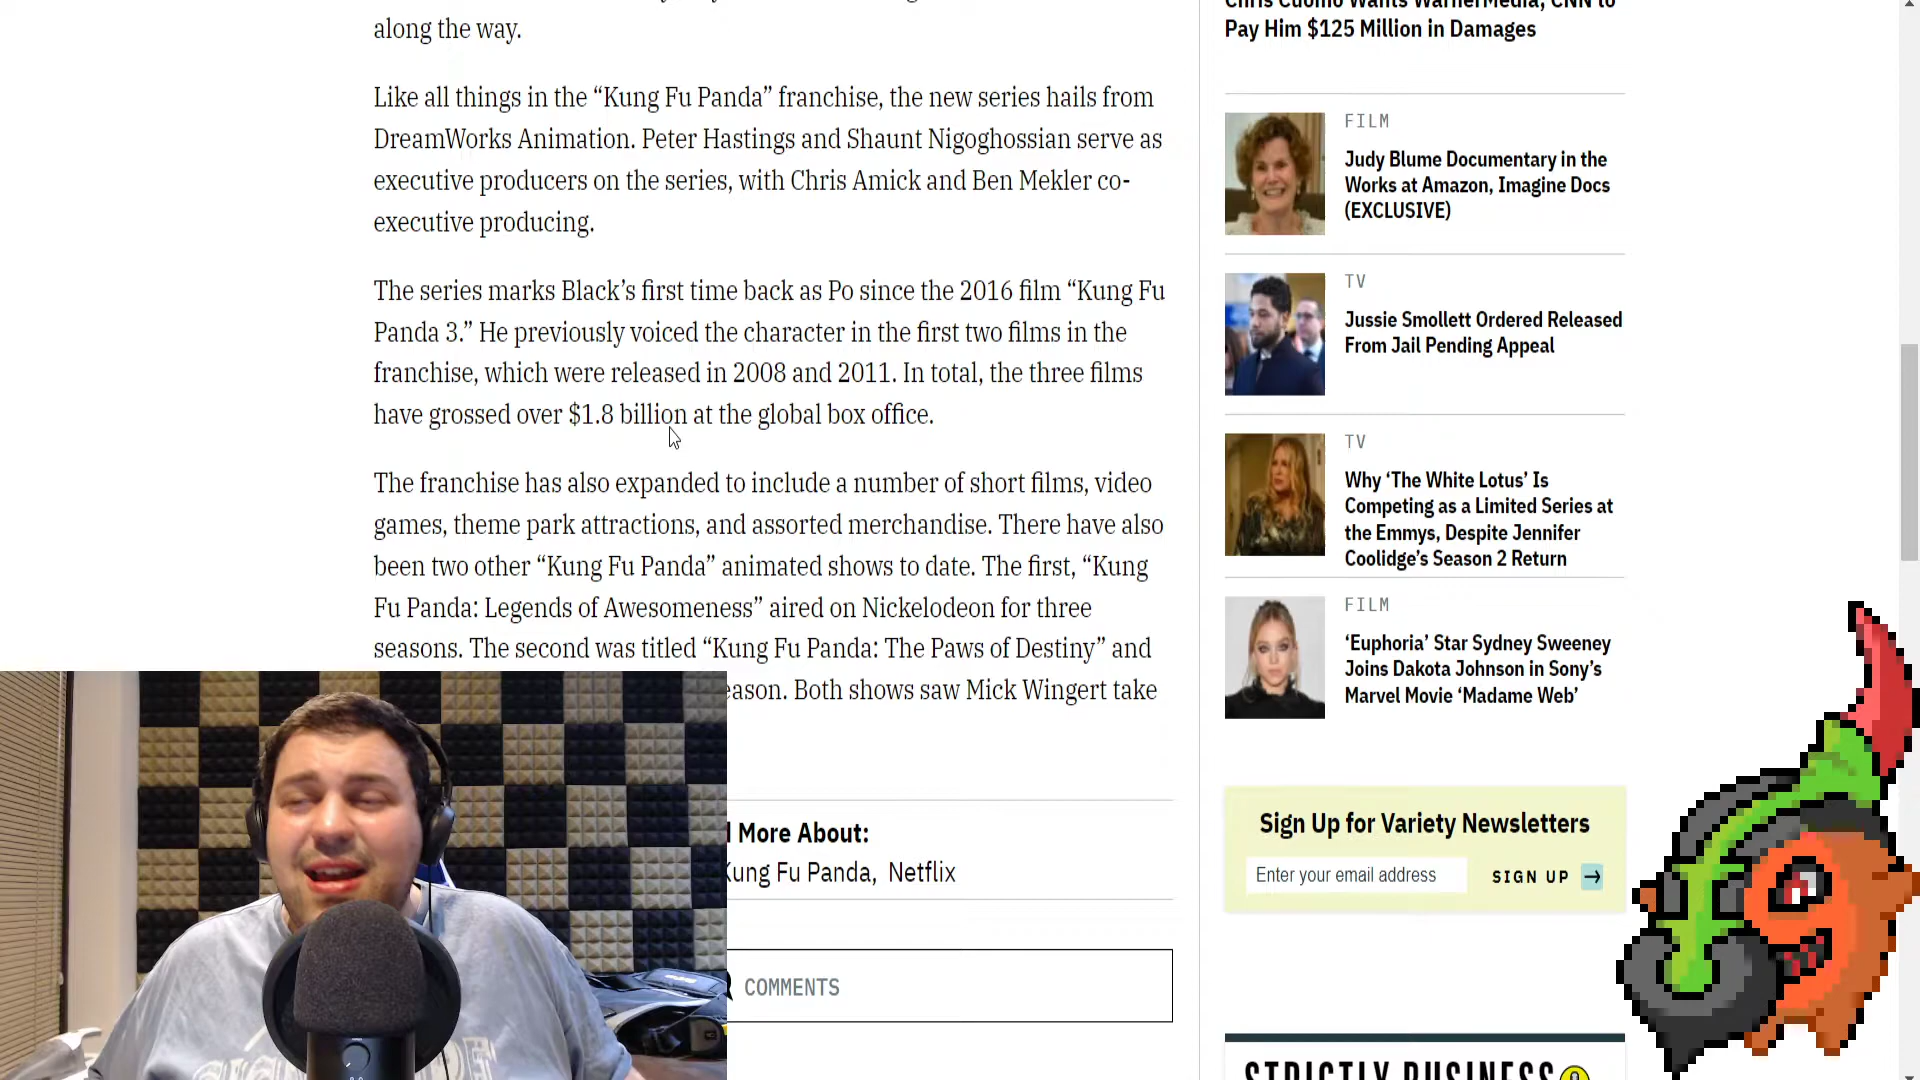 along the way.
Like all things in the “Kung Fu Panda” franchise, the new series hails from
DreamWorks Animation. Peter Hastings and Shaunt Nigoghossian serve as
executive producers on the series, with Chris Amick and Ben Mekler co-
executive producing.
The series marks Black’s first time back as Po since the 2016 film “Kung Fu
Panda 3.” He previously voiced the character in the first two films in the
franchise, which were released in 2008 and 2011. In total, the three films
have grossed over $1.8 billion at the global box office.
The franchise has also expanded to include a number of short films, video
games, theme park attractions, and assorted merchandise. There have also
been two other “Kung Fu Panda” animated shows to date. The first, “Kung
Fu Panda: Legends of Awesomeness” aired on Nickelodeon for three
seasons. The second was titled “Kung Fu Panda: The Paws of Destiny” and
eason. Both shows saw Mick Wingert take
More About:
Kung Fu Panda, Netflix
COMMENTS
Chris Cuomo Wants WarnerMedia, CNN to
Pay Him $125 Million in Damages
FILM
Judy Blume Documentary in the
Works at Amazon, Imagine Docs
(EXCLUSIVE)
TV
Jussie Smollett Ordered Released
From Jail Pending Appeal
TV
Why ‘The White Lotus’ Is
Competing as a Limited Series at
the Emmys, Despite Jennifer
Coolidge’s Season 2 Return
FILM
‘Euphoria’ Star Sydney Sweeney
Joins Dakota Johnson in Sony’s
Marvel Movie ‘Madame Web’
Sign Up for Variety Newsletters
Enter your email address
SIGN UP →
STRICTLY BUSINESS